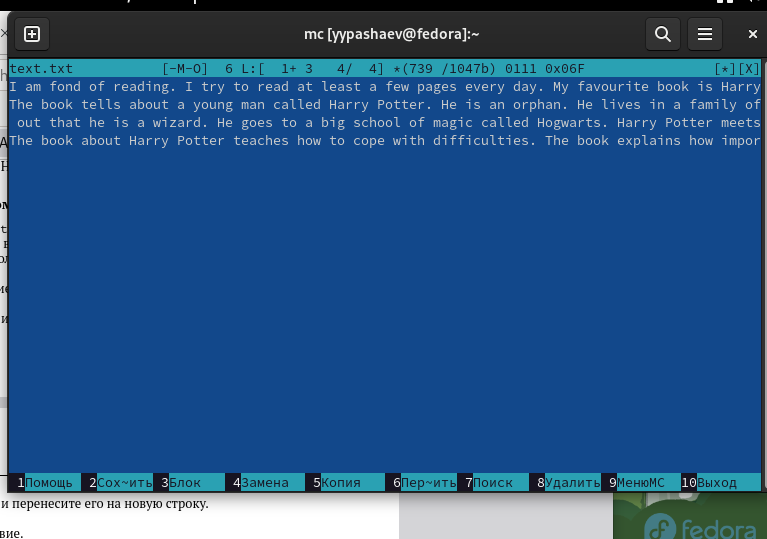 mc [yypashaev@fedora]:~
text.txt [-M-O] 6 L:[ 1+ 3 4/ 4] *(739 /1047b) 0111 0x06F [*][X]
I am fond of reading. I try to read at least a few pages every day. My favourite book is Harry
The book tells about a young man called Harry Potter. He is an orphan. He lives in a family of
out that he is a wizard. He goes to a big school of magic called Hogwarts. Harry Potter meets
The book about Harry Potter teaches how to cope with difficulties. The book explains how impor
1Помощь 2Сох~ить 3Блок 4Замена 5Копия 6Пер~ить 7Поиск 8Удалить 9МенюMC 10Выход
и перенесите его на новую строку.
вие.
fedora